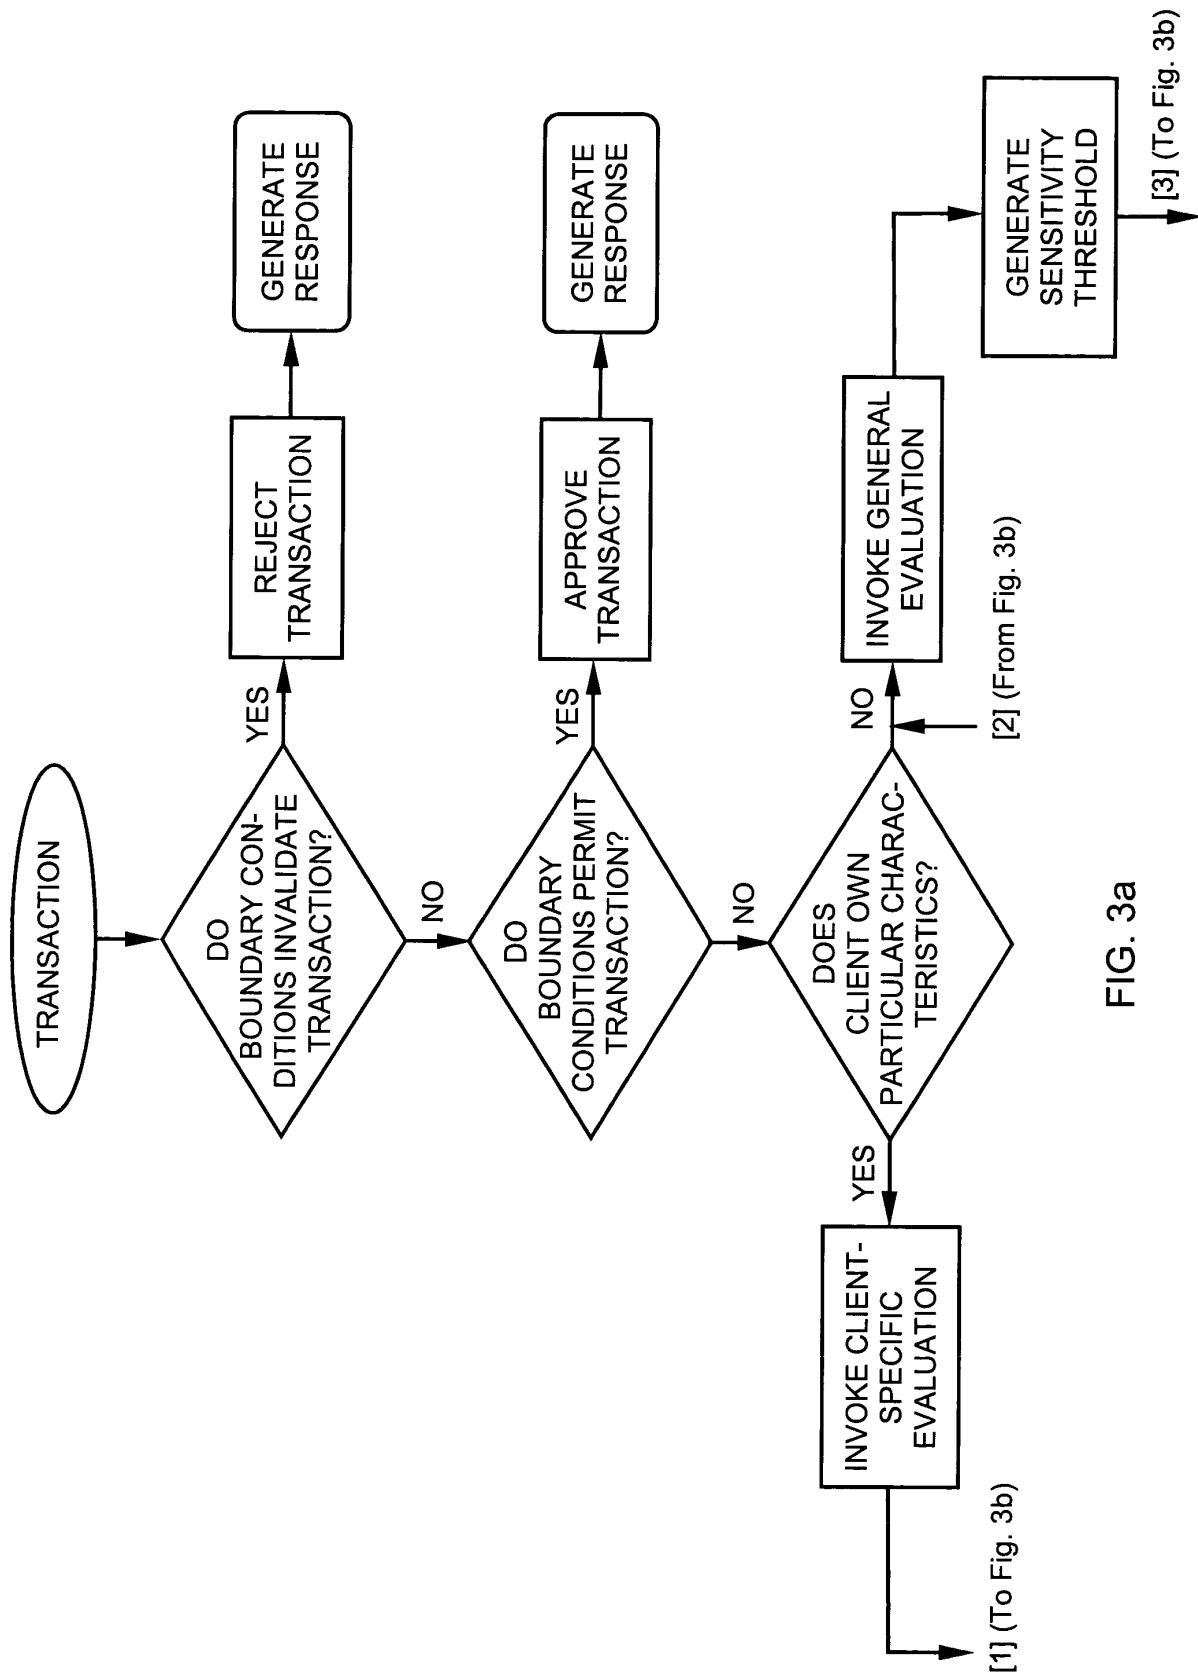 TRANSACTION
DO
BOUNDARY CON-
DITIONS INVALIDATE
TRANSACTION?
YES
REJECT
TRANSACTION
GENERATE
RESPONSE
NO
DO
BOUNDARY
CONDITIONS PERMIT
TRANSACTION?
YES
APPROVE
TRANSACTION
GENERATE
RESPONSE
NO
DOES
CLIENT OWN
PARTICULAR CHARAC-
TERISTICS?
YES
INVOKE CLIENT-
SPECIFIC
EVALUATION
[1] (To Fig. 3b)
NO
[2] (From Fig. 3b)
INVOKE GENERAL
EVALUATION
GENERATE
SENSITIVITY
THRESHOLD
[3] (To Fig. 3b)
FIG. 3a